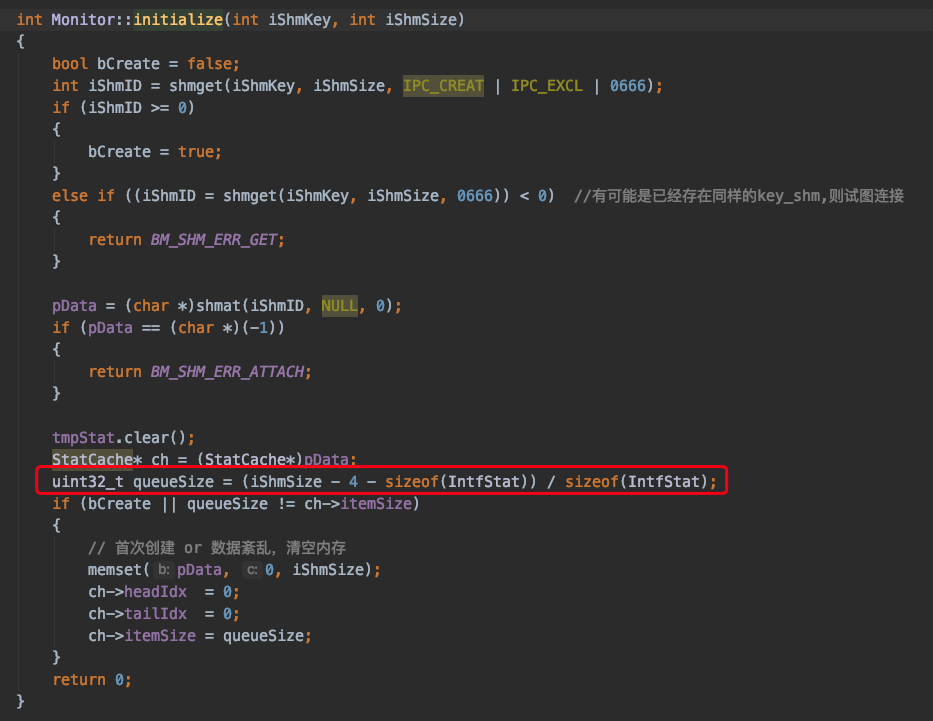 int Monitor::initialize(int iShmKey, int iShmSize)
{
bool bCreate = false;
int iShmID = shmget(iShmKey, iShmSize, IPC_CREAT | IPC_EXCL | 0666);
if (iShmID >= 0)
{
bCreate = true;
}
else if ((iShmID = shmget(iShmKey, iShmSize, 0666)) < 0) //有可能是已经存在同样的key_shm,则试图连接
{
return BM_SHM_ERR_GET;
}
pData = (char *)shmat(iShmID, NULL, 0);
if (pData == (char *)(-1))
{
return BM_SHM_ERR_ATTACH;
}
tmpStat.clear();
StatCache* ch = (StatCache*)pData;
uint32_t queueSize = (iShmSize - 4 - sizeof(IntfStat)) / sizeof(IntfStat);
if (bCreate || queueSize != ch->itemSize)
{
// 首次创建 or 数据紊乱，清空内存
memset( b: pData, c: 0, iShmSize);
ch->headIdx = 0;
ch->tailIdx = 0;
ch->itemSize = queueSize;
}
return 0;
}